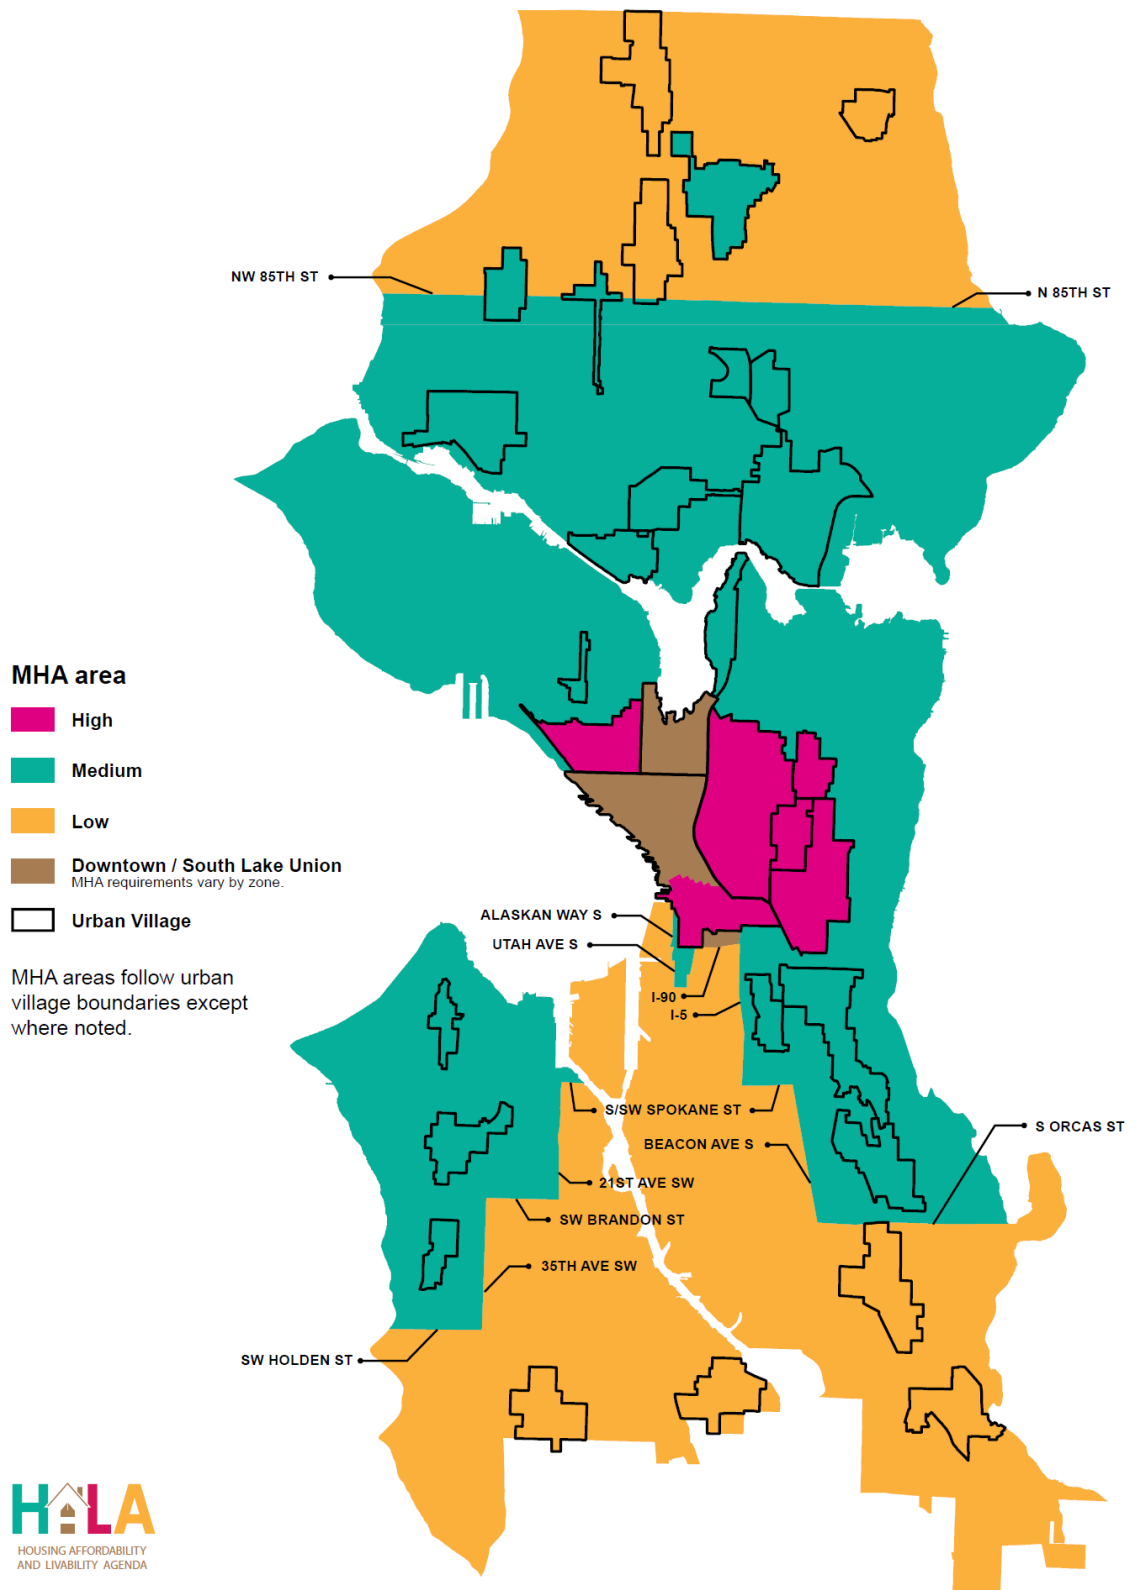 NW 85TH ST
N 85TH ST
MHA area
High
Medium
Low
Downtown / South Lake Union
MHA requirements vary by zone.
Urban Village
MHA areas follow urban
village boundaries except
where noted.
ALASKAN WAY S
UTAH AVE S
I-90
I-5
S/SW SPOKANE ST
BEACON AVE S
S ORCAS ST
21ST AVE SW
SW BRANDON ST
35TH AVE SW
SW HOLDEN ST
HALA
HOUSING AFFORDABILITY
AND LIVABILITY AGENDA